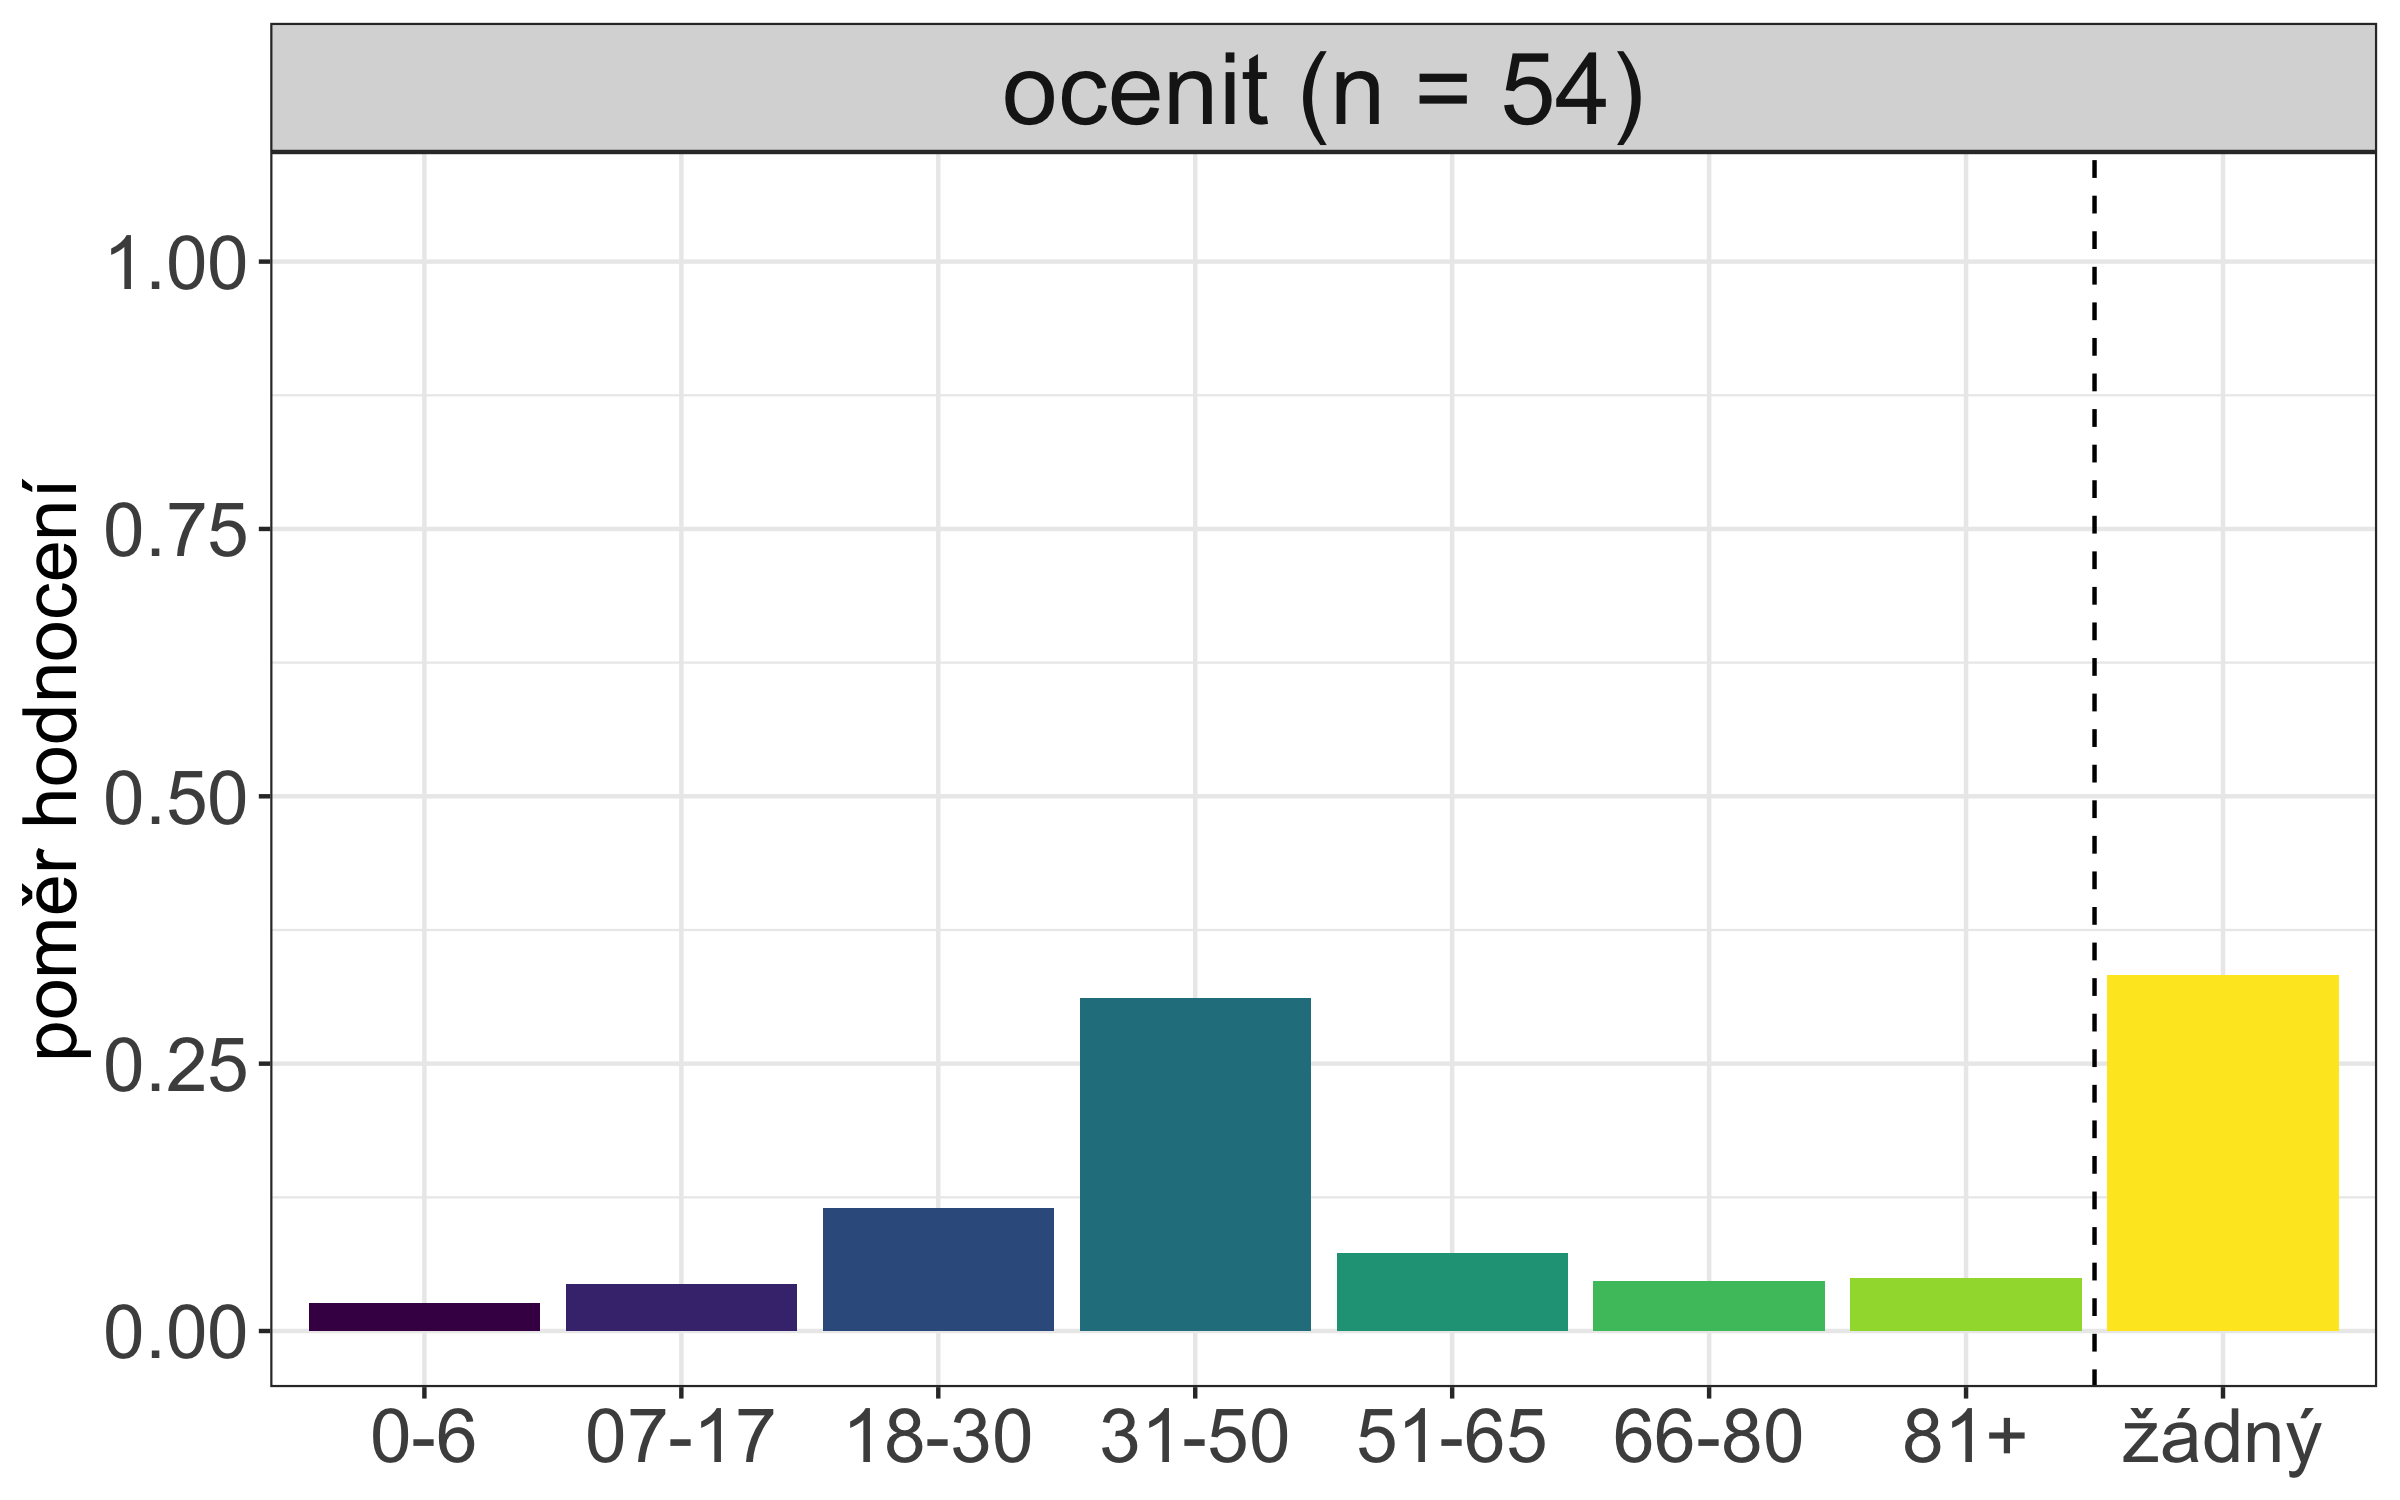 ocenit (n = 54)
poměr hodnocení
1.00
0.75
0.50
0.25
0.00
0-6 07-17 18-30 31-50 51-65 66-80 81+ žádný